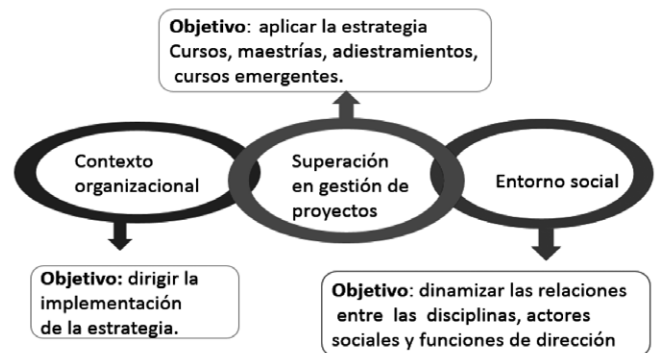 Objetivo: aplicar la estrategia
Cursos, maestrías, adiestramientos,
cursos emergentes.
Contexto
organizacional
Superación
en gestión de
proyectos
Entorno social
Objetivo: dirigir la
implementación
de la estrategia.
Objetivo: dinamizar las relaciones
entre las disciplinas, actores
sociales y funciones de dirección